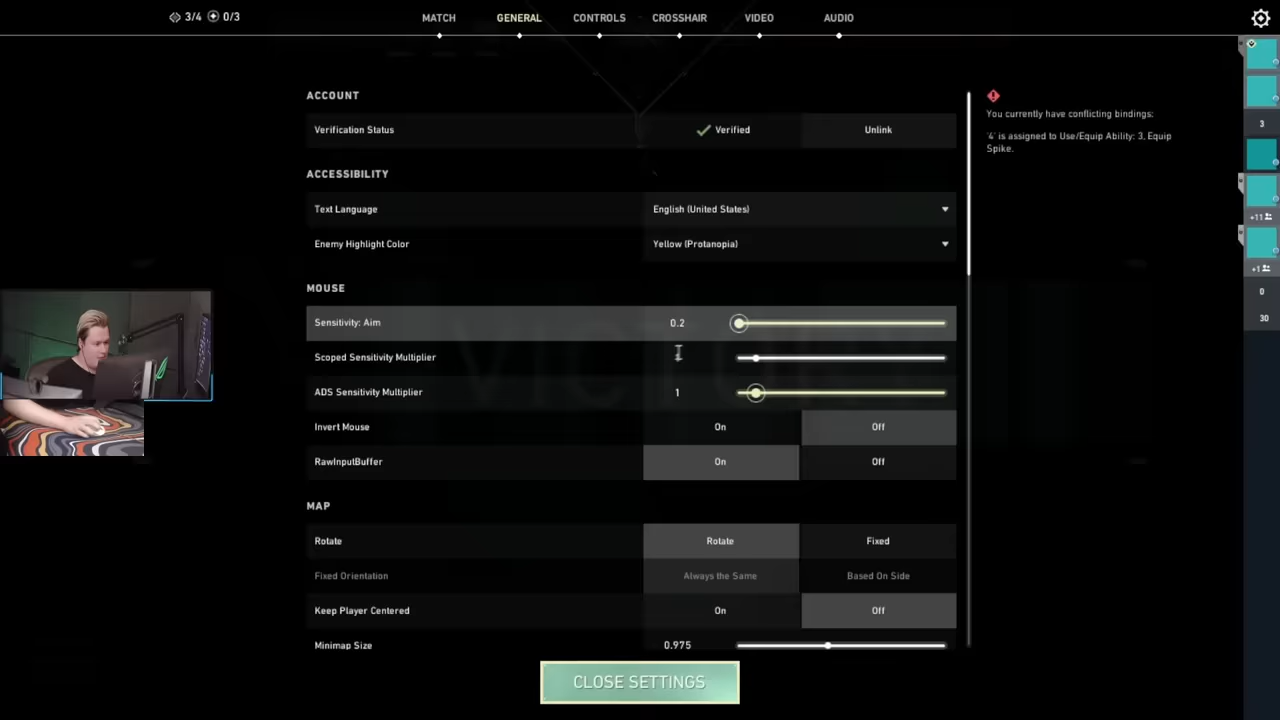 3/4 0/3
MATCH GENERAL CONTROLS CROSSHAIR VIDEO AUDIO
ACCOUNT
Verification Status Verified Unlink
ACCESSIBILITY
Text Language English (United States)
Enemy Highlight Color Yellow (Protanopia)
MOUSE
Sensitivity: Aim 0.2
Scoped Sensitivity Multiplier
ADS Sensitivity Multiplier 1
Invert Mouse On Off
RawInputBuffer On Off
MAP
Rotate Rotate Fixed
Fixed Orientation Always the Same Based On Side
Keep Player Centered On Off
Minimap Size 0.975
CLOSE SETTINGS
You currently have conflicting bindings:
'4' is assigned to Use/Equip Ability: 3, Equip
Spike.
3
+11
+1
0
30